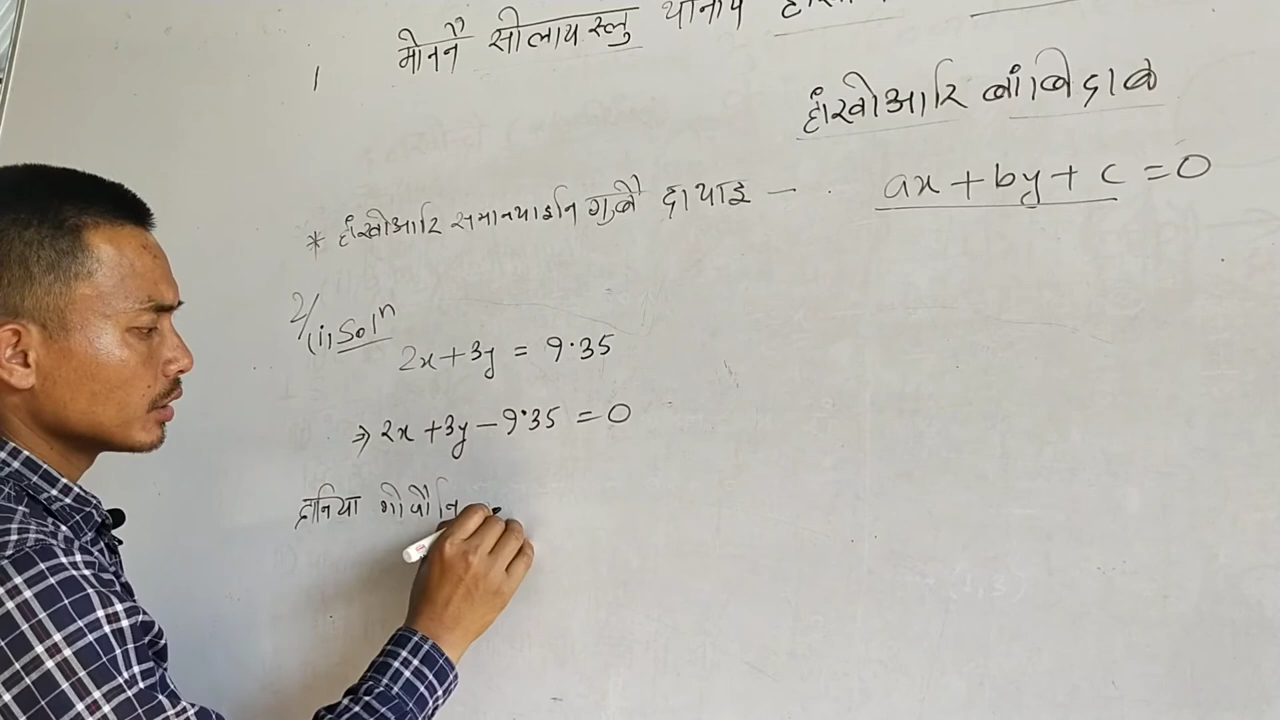 मोननै सोलायस्लु थानाय
हांखोआरि बांबिदाब
* हांखोआरि समानथाइनि गुबै दाथाइ — ax + by + c = 0
2/(i) Solⁿ
2x + 3y = 9.35
⇒ 2x + 3y − 9.35 = 0